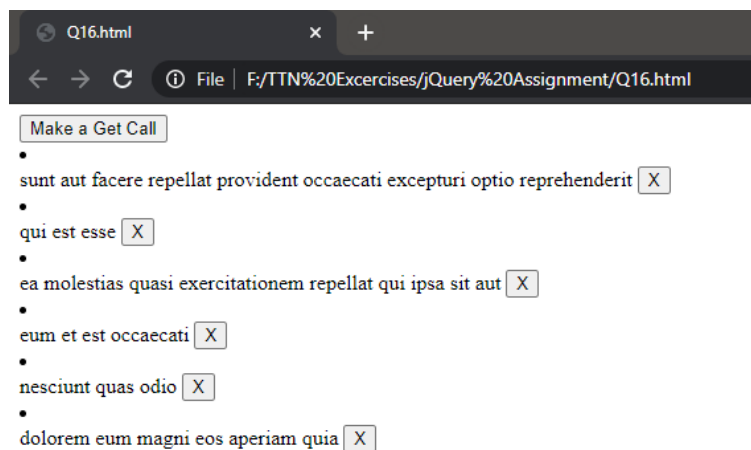 Q16.html
File F:/TTN%20Excercises/jQuery%20Assignment/Q16.html
Make a Get Call
sunt aut facere repellat provident occaecati excepturi optio reprehenderit X
qui est esse X
ea molestias quasi exercitationem repellat qui ipsa sit aut X
eum et est occaecati X
nesciunt quas odio X
dolorem eum magni eos aperiam quia X